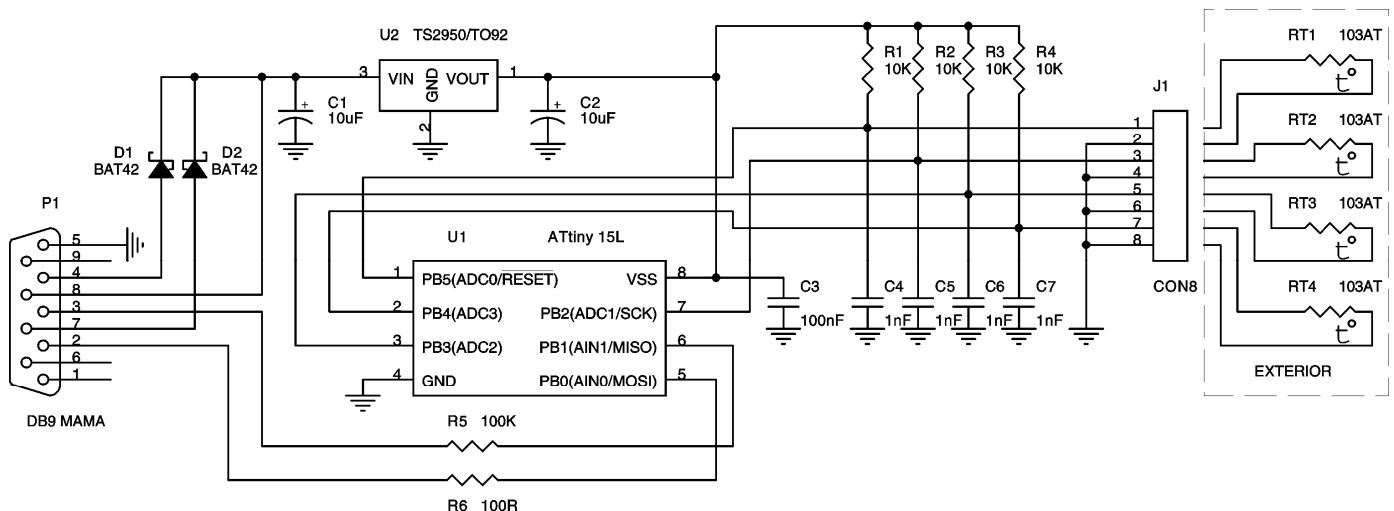 U2 TS2950/TO92
3 VIN VOUT 1
GND
2
C1
10uF
+
C2
10uF
+
R1
10K
R2
10K
R3
10K
R4
10K
J1
1
2
3
4
5
6
7
8
CON8
RT1 103AT
t°
RT2 103AT
t°
RT3 103AT
t°
RT4 103AT
t°
EXTERIOR
D1
BAT42
D2
BAT42
P1
5
9
4
8
3
7
2
6
1
DB9 MAMA
U1 ATtiny 15L
1 PB5(ADC0/RESET) VSS 8
2 PB4(ADC3) PB2(ADC1/SCK) 7
3 PB3(ADC2) PB1(AIN1/MISO) 6
4 GND PB0(AIN0/MOSI) 5
C3
100nF
C4
1nF
C5
1nF
C6
1nF
C7
1nF
R5 100K
R6 100R